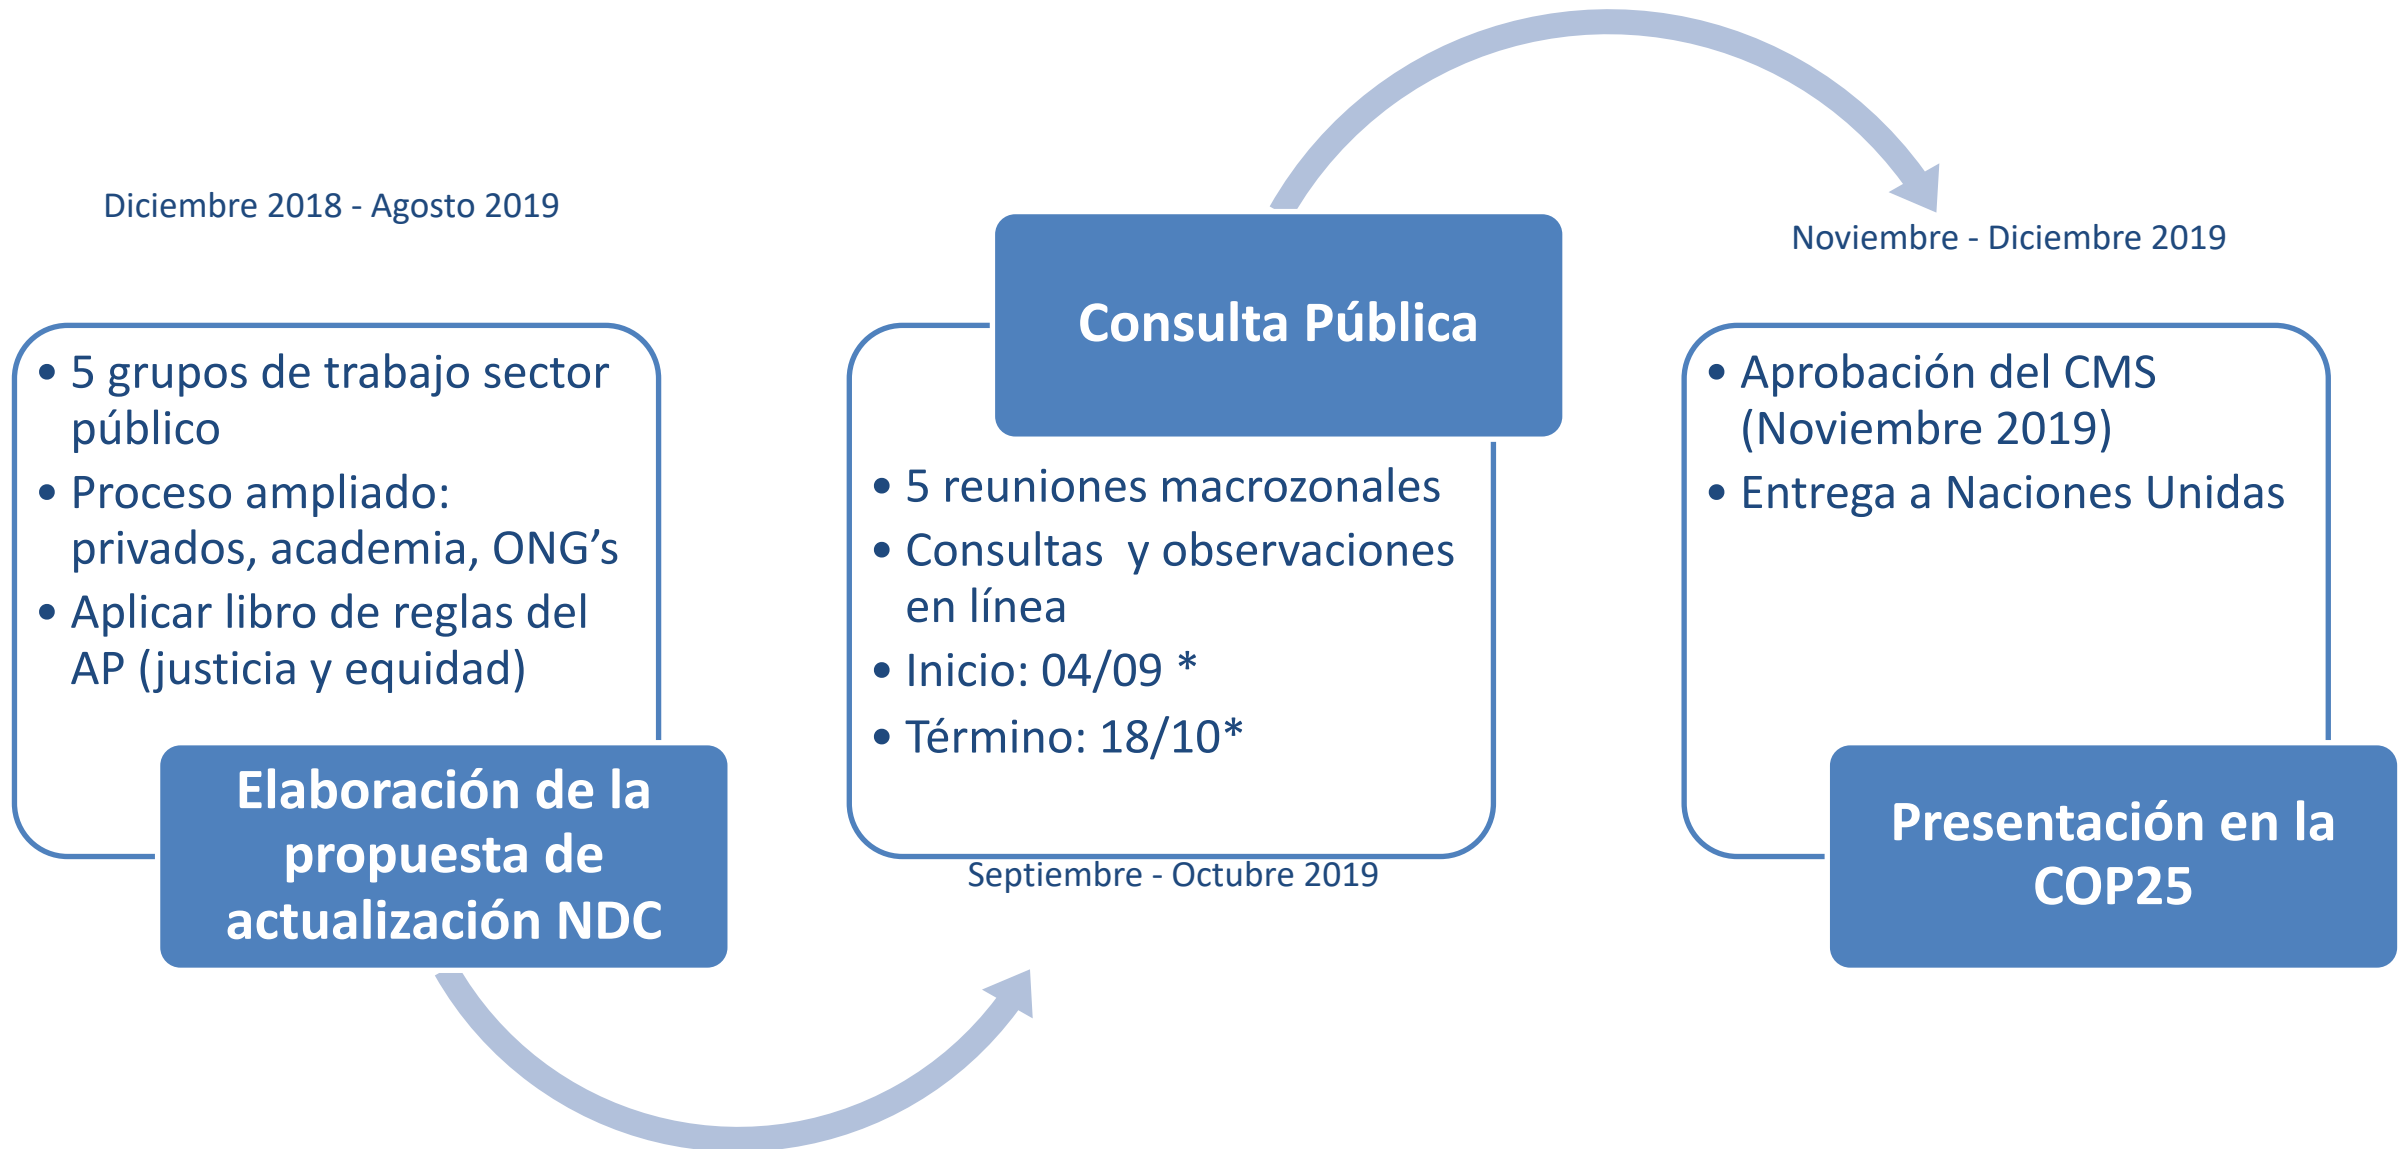 Diciembre 2018 - Agosto 2019
• 5 grupos de trabajo sector
público
• Proceso ampliado:
privados, academia, ONG’s
• Aplicar libro de reglas del
AP (justicia y equidad)
Elaboración de la
propuesta de
actualización NDC
Consulta Pública
• 5 reuniones macrozonales
• Consultas  y observaciones
en línea
• Inicio: 04/09 *
• Término: 18/10*
Septiembre - Octubre 2019
Noviembre - Diciembre 2019
• Aprobación del CMS
(Noviembre 2019)
• Entrega a Naciones Unidas
Presentación en la
COP25